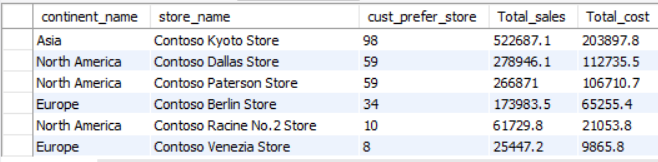 continent_name store_name cust_prefer_store Total_sales Total_cost
Asia Contoso Kyoto Store 98 522687.1 203897.8
North America Contoso Dallas Store 59 278946.1 112735.5
North America Contoso Paterson Store 59 266871 106710.7
Europe Contoso Berlin Store 34 173983.5 65255.4
North America Contoso Racine No.2 Store 10 61729.8 21053.8
Europe Contoso Venezia Store 8 25447.2 9865.8